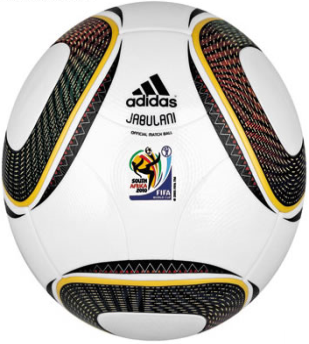 adidas
JABULANI
OFFICIAL MATCH BALL
SOUTH
AFRICA
2010
FIFA